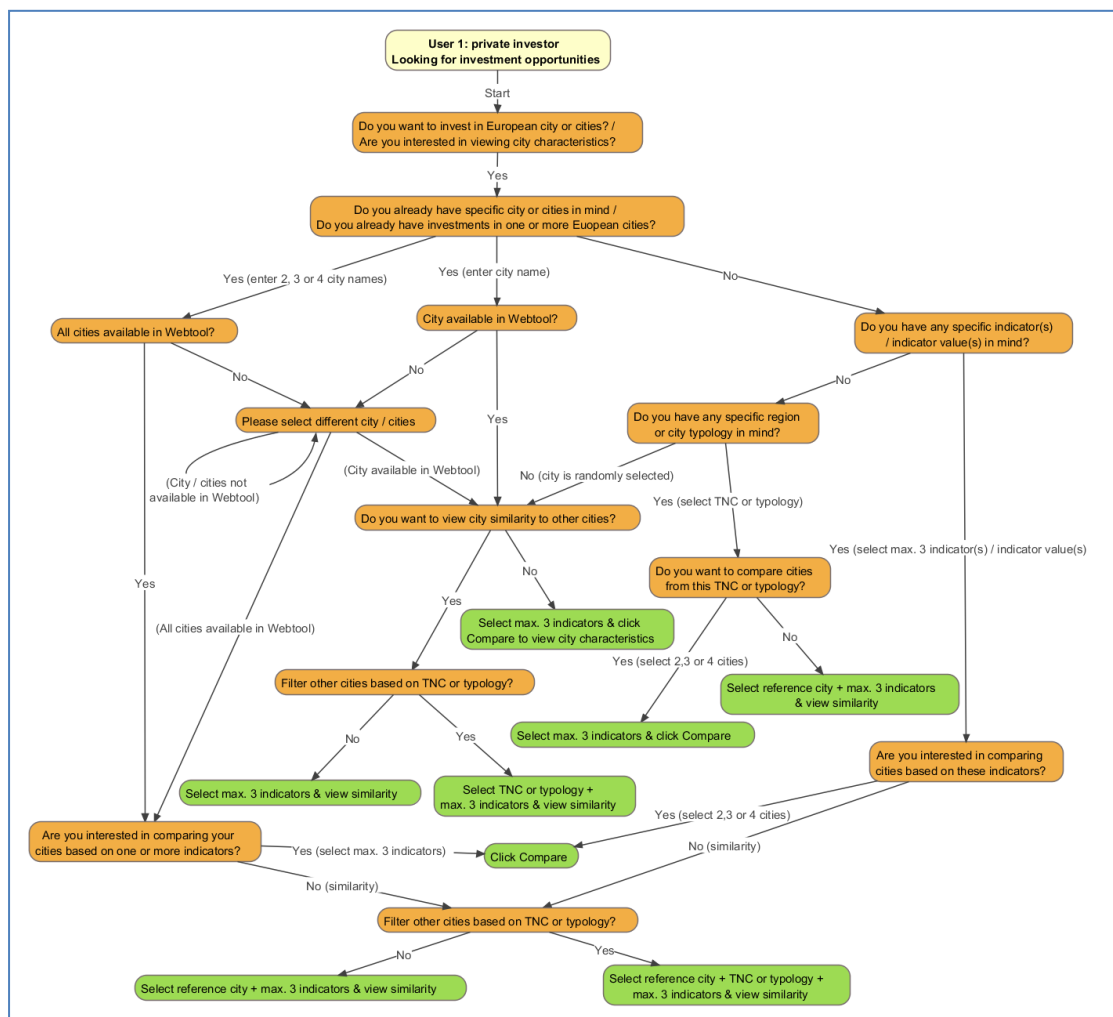 User 1: private investor
Looking for investment opportunities
Start
Do you want to invest in European city or cities? /
Are you interested in viewing city characteristics?
Yes
Do you already have specific city or cities in mind /
Do you already have investments in one or more Euopean cities?
Yes (enter 2, 3 or 4 city names)
Yes (enter city name)
No
All cities available in Webtool?
City available in Webtool?
Do you have any specific indicator(s)
/ indicator value(s) in mind?
No
No
No
Please select different city / cities
Yes
Do you have any specific region
or city typology in mind?
(City / cities not
available in Webtool)
(City available in Webtool)
No (city is randomly selected)
Yes (select TNC or typology)
Do you want to view city similarity to other cities?
Yes (select max. 3 indicator(s) / indicator value(s)
Yes
No
Do you want to compare cities
from this TNC or typology?
Yes
(All cities available in Webtool)
Select max. 3 indicators & click
Compare to view city characteristics
No
Yes (select 2,3 or 4 cities)
Filter other cities based on TNC or typology?
Select reference city + max. 3 indicators
& view similarity
No
Yes
Select max. 3 indicators & click Compare
Are you interested in comparing
cities based on these indicators?
Select max. 3 indicators & view similarity
Select TNC or typology +
max. 3 indicators & view similarity
Yes (select 2,3 or 4 cities)
Are you interested in comparing your
cities based on one or more indicators?
Yes (select max. 3 indicators)
Click Compare
No (similarity)
No (similarity)
Filter other cities based on TNC or typology?
No
Yes
Select reference city + max. 3 indicators & view similarity
Select reference city + TNC or typology +
max. 3 indicators & view similarity